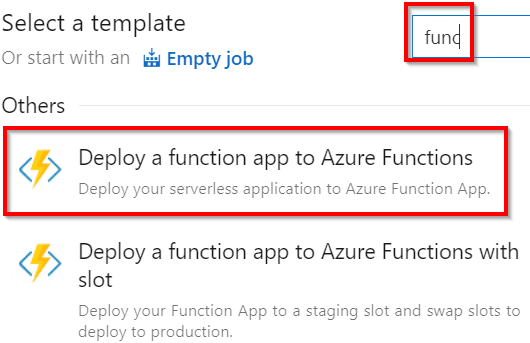 Select a template
func
Or start with an Empty job
Others
Deploy a function app to Azure Functions
Deploy your serverless application to Azure Function App.
Deploy a function app to Azure Functions with
slot
Deploy your Function App to a staging slot and swap slots to
deploy to production.